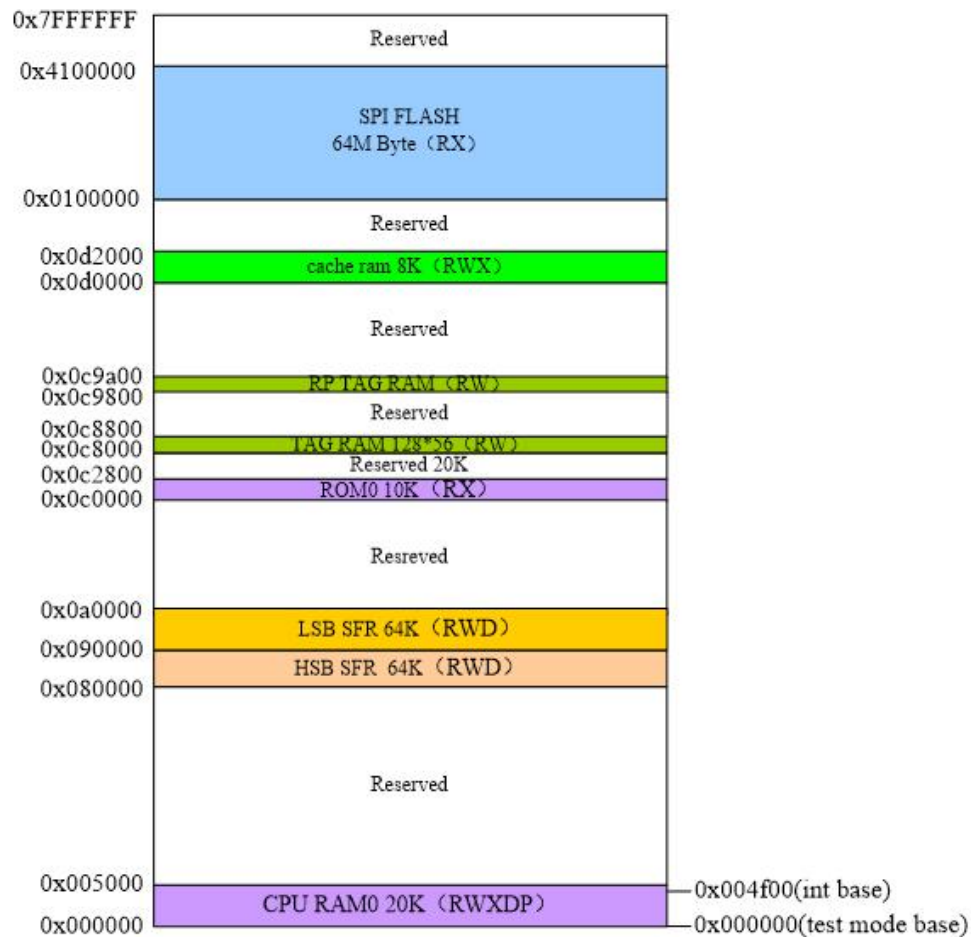 0x7FFFFFF
Reserved
0x4100000
SPI FLASH
64M Byte（RX）
0x0100000
Reserved
0x0d2000
cache ram 8K（RWX）
0x0d0000
Reserved
0x0c9a00
RP TAG RAM（RW）
0x0c9800
Reserved
0x0c8800
TAG RAM 128*56（RW）
0x0c8000
Reserved 20K
0x0c2800
ROM0 10K（RX）
0x0c0000
Resreved
0x0a0000
LSB SFR 64K（RWD）
0x090000
HSB SFR 64K（RWD）
0x080000
Reserved
0x005000
0x004f00(int base)
CPU RAM0 20K（RWXDP）
0x000000
0x000000(test mode base)